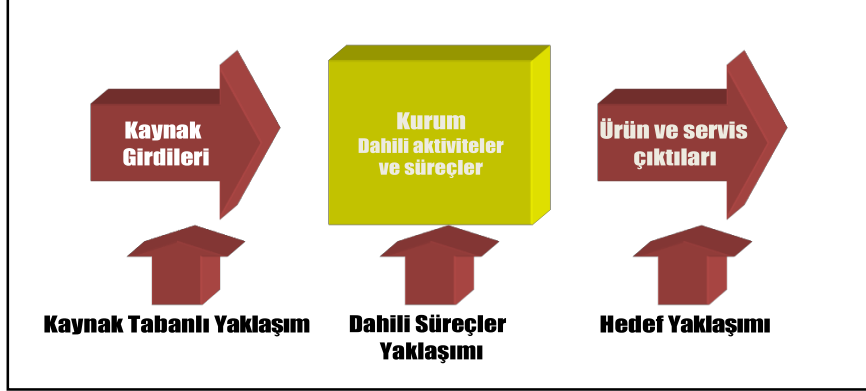 Kaynak
Girdileri
Kurum
Dahili aktiviteler
ve süreçler
Ürün ve servis
çıktıları
Kaynak Tabanlı Yaklaşım
Dahili Süreçler
Yaklaşımı
Hedef Yaklaşımı